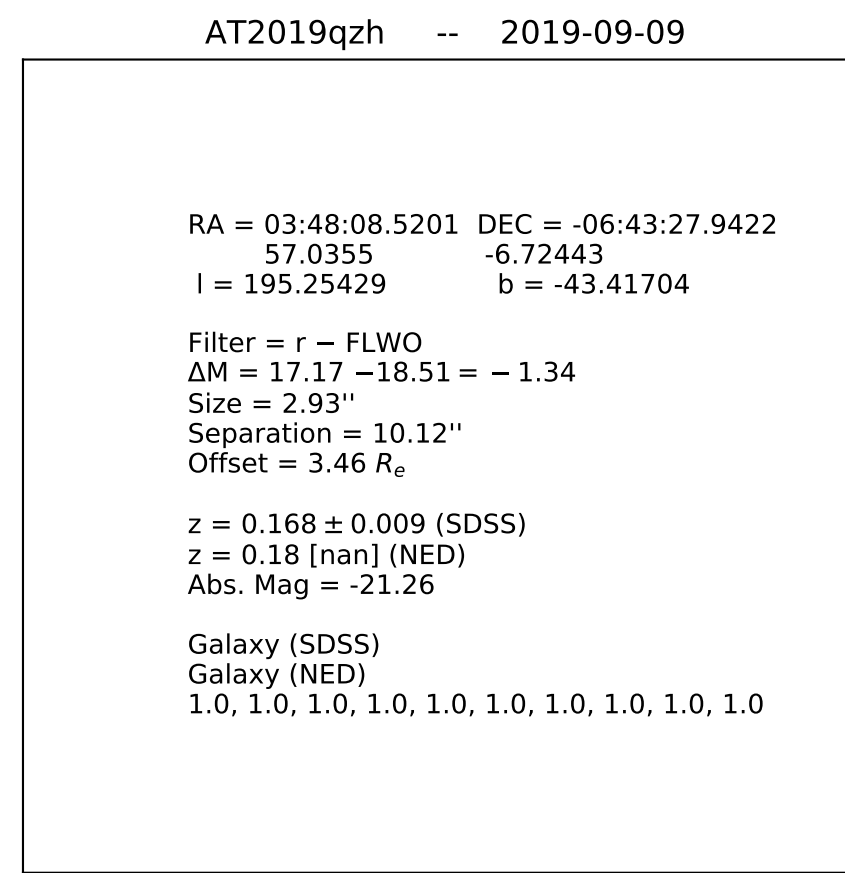 AT2019qzh -- 2019-09-09
RA = 03:48:08.5201 DEC = -06:43:27.9422
57.0355 -6.72443
l = 195.25429 b = -43.41704
Filter = r − FLWO
ΔM = 17.17 −18.51 = − 1.34
Size = 2.93''
Separation = 10.12''
Offset = 3.46 Re
z = 0.168 ± 0.009 (SDSS)
z = 0.18 [nan] (NED)
Abs. Mag = -21.26
Galaxy (SDSS)
Galaxy (NED)
1.0, 1.0, 1.0, 1.0, 1.0, 1.0, 1.0, 1.0, 1.0, 1.0